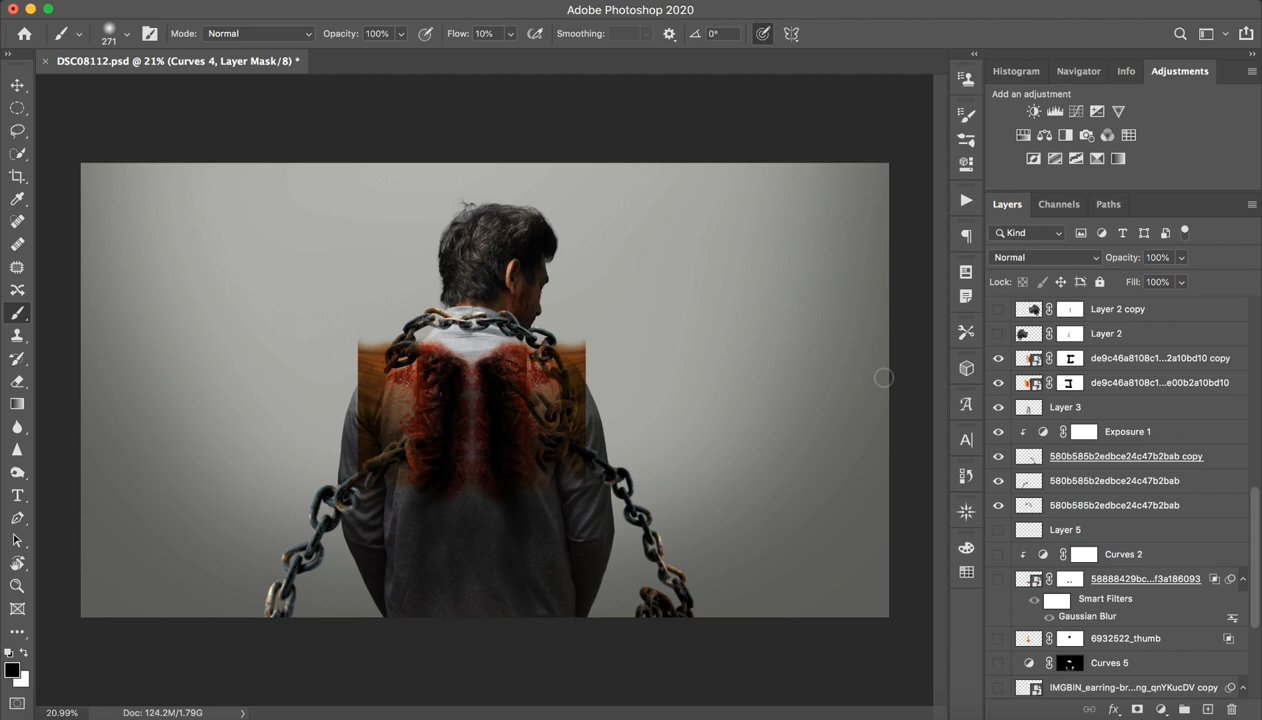 Adobe Photoshop 2020
271 Mode: Normal Opacity: 100% Flow: 10% Smoothing: 0°
× DSC08112.psd @ 21% (Curves 4, Layer Mask/8) *
Histogram Navigator Info Adjustments
Add an adjustment
Layers Channels Paths
Kind
Normal Opacity: 100%
Lock: Fill: 100%
Layer 2 copy
Layer 2
de9c46a8108c1...2a10bd10 copy
de9c46a8108c1...e00b2a10bd10
Layer 3
Exposure 1
580b585b2edbce24c47b2bab copy
580b585b2edbce24c47b2bab
580b585b2edbce24c47b2bab
Layer 5
Curves 2
58888429bc...f3a186093
Smart Filters
Gaussian Blur
6932522_thumb
Curves 5
IMGBIN_earring-br...ng_qnYKucDV copy
20.99% Doc: 124.2M/1.79G